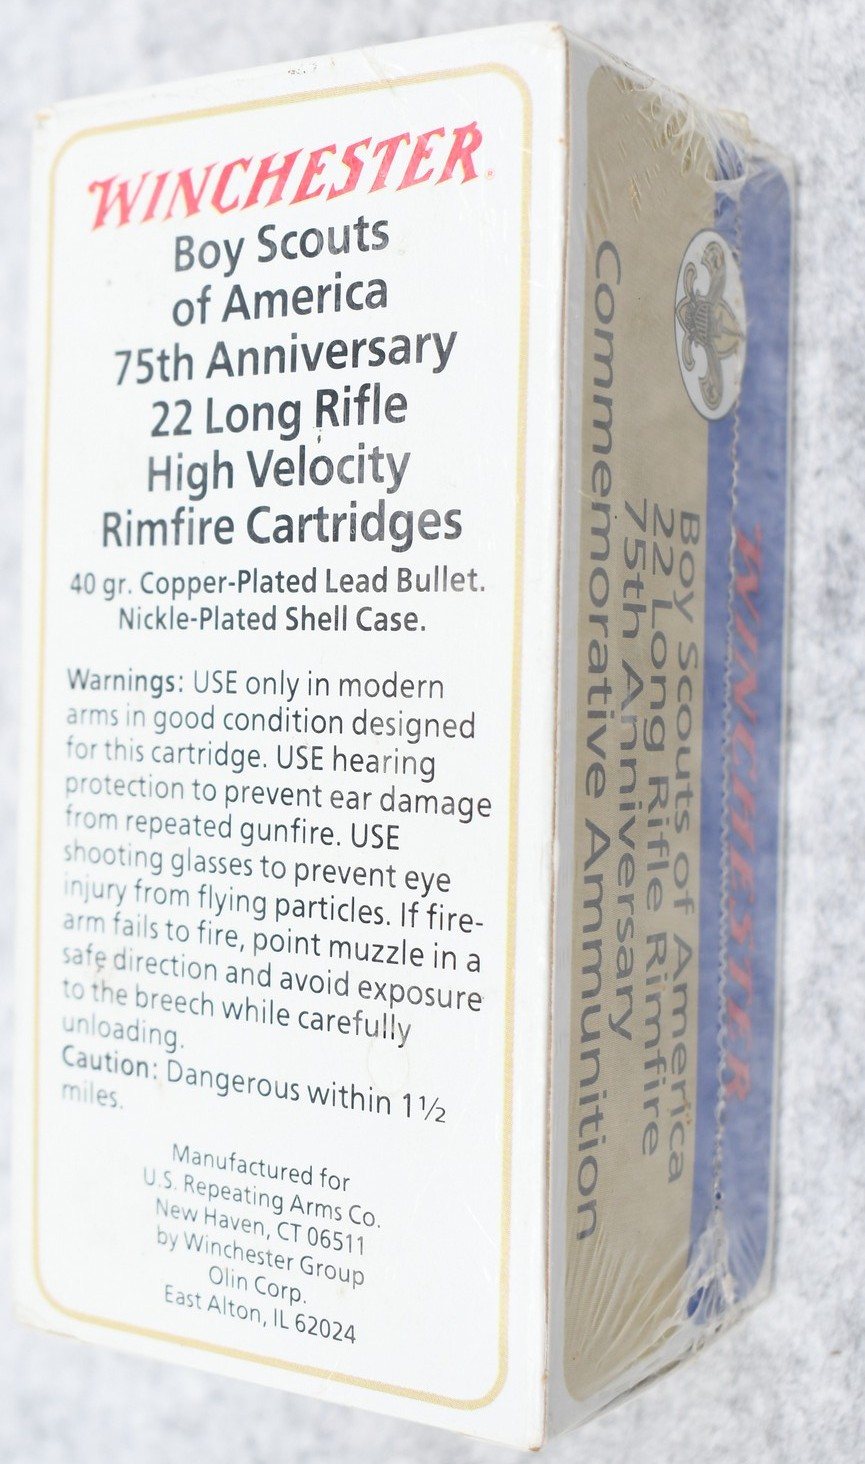 WINCHESTER
Boy Scouts
of America
75th Anniversary
22 Long Rifle
High Velocity
Rimfire Cartridges
40 gr. Copper-Plated Lead Bullet.
Nickle-Plated Shell Case.
Warnings: USE only in modern
arms in good condition designed
for this cartridge. USE hearing
protection to prevent ear damage
from repeated gunfire. USE
shooting glasses to prevent eye
injury from flying particles. If fire-
arm fails to fire, point muzzle in a
safe direction and avoid exposure
to the breech while carefully
unloading.
Caution: Dangerous within 1½
miles.
Manufactured for
U.S. Repeating Arms Co.
New Haven, CT 06511
by Winchester Group
Olin Corp.
East Alton, IL 62024
WINCHESTER
Boy Scouts of America
22 Long Rifle Rimfire
75th Anniversary
Commemorative Ammunition